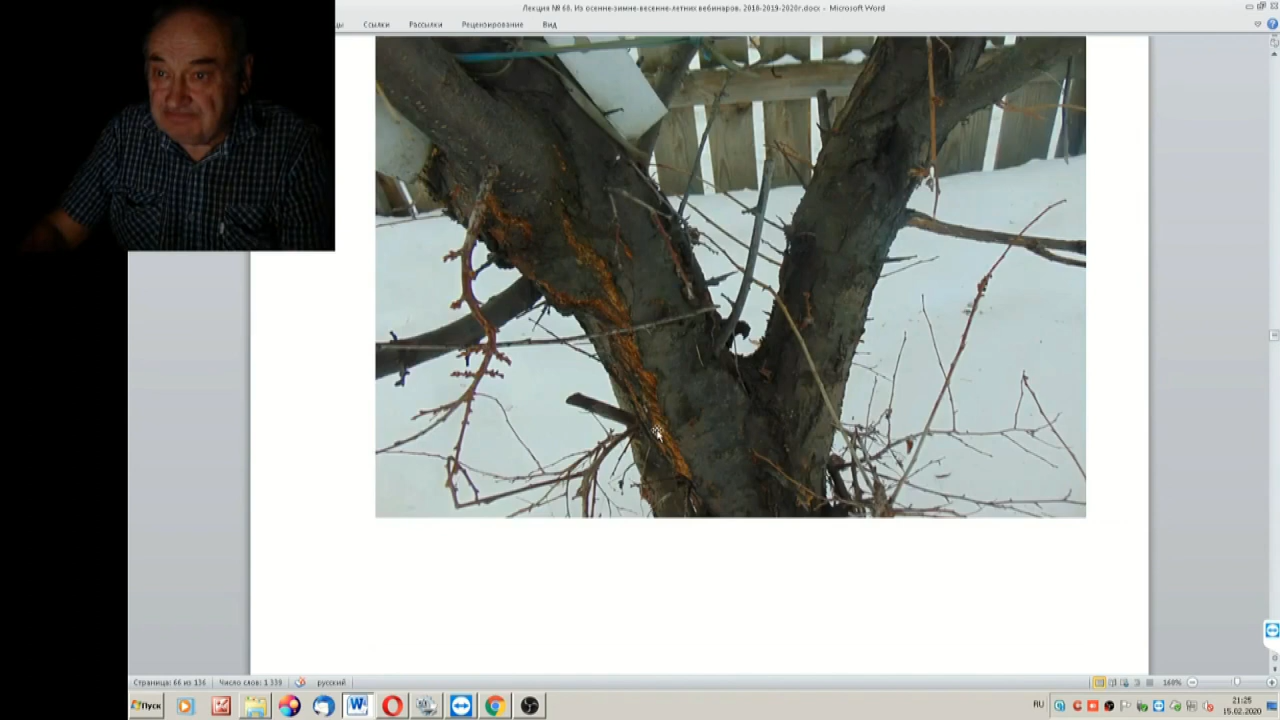 Лекция № 68. Из осенне-зимне-весенне-летних вебинаров. 2018-2019-2020г.docx - Microsoft Word
Ссылки Рассылки Рецензирование Вид
Страница: 66 из 136 Число слов: 1 339 русский 160%
Пуск RU 21:25
15.02.2020